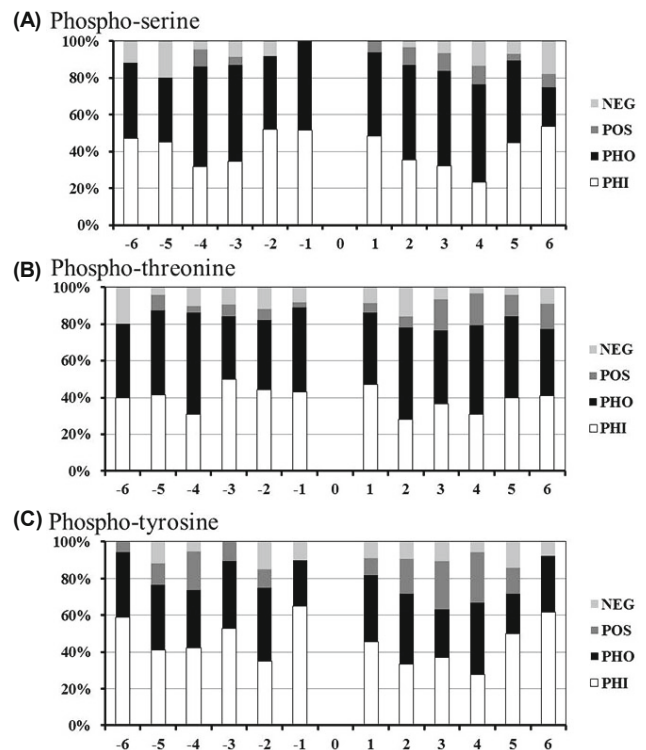 (A) Phospho-serine
100%
80%
60%
40%
20%
0%
-6 -5 -4 -3 -2 -1 0 1 2 3 4 5 6
NEG
POS
PHO
PHI
(B) Phospho-threonine
100%
80%
60%
40%
20%
0%
-6 -5 -4 -3 -2 -1 0 1 2 3 4 5 6
NEG
POS
PHO
PHI
(C) Phospho-tyrosine
100%
80%
60%
40%
20%
0%
-6 -5 -4 -3 -2 -1 0 1 2 3 4 5 6
NEG
POS
PHO
PHI